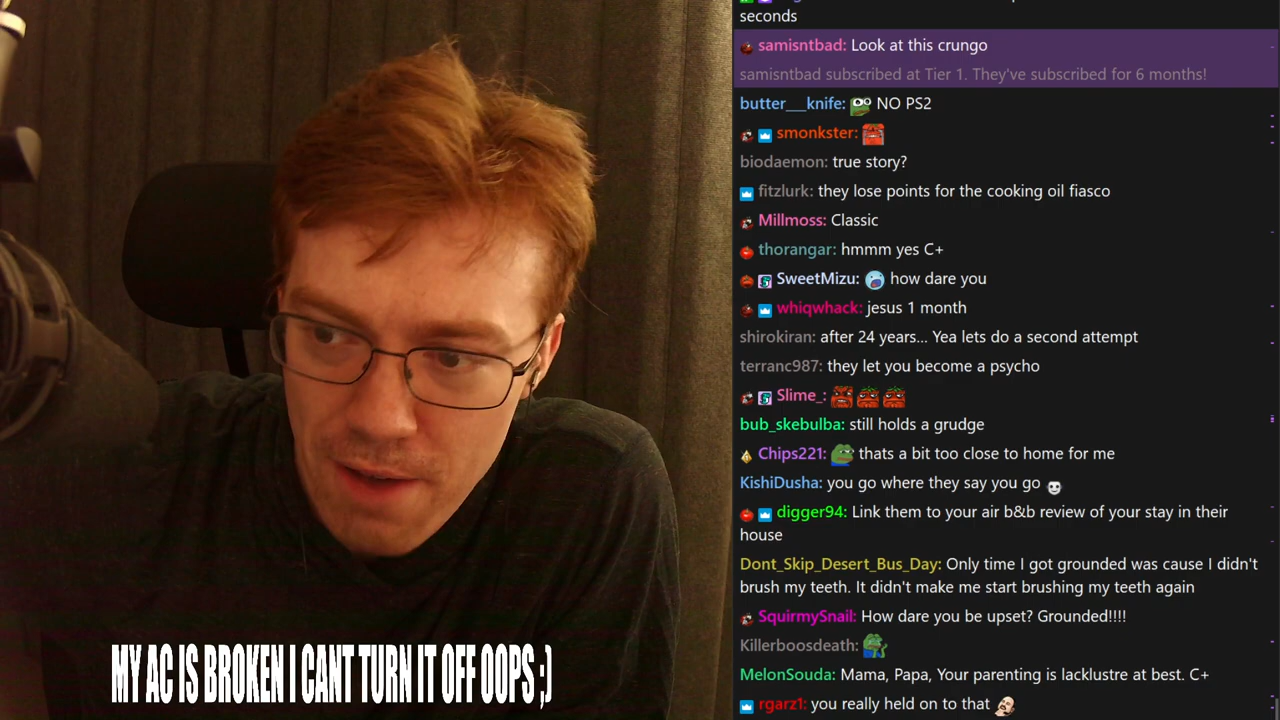 seconds
samisntbad: Look at this crungo
samisntbad subscribed at Tier 1. They've subscribed for 6 months!
butter___knife: NO PS2
smonkster:
biodaemon: true story?
fitzlurk: they lose points for the cooking oil fiasco
Millmoss: Classic
thorangar: hmmm yes C+
SweetMizu: how dare you
whiqwhack: jesus 1 month
shirokiran: after 24 years... Yea lets do a second attempt
terranc987: they let you become a psycho
Slime_:
bub_skebulba: still holds a grudge
Chips221: thats a bit too close to home for me
KishiDusha: you go where they say you go
digger94: Link them to your air b&b review of your stay in their
house
Dont_Skip_Desert_Bus_Day: Only time I got grounded was cause I didn't
brush my teeth. It didn't make me start brushing my teeth again
SquirmySnail: How dare you be upset? Grounded!!!!
Killerboosdeath:
MelonSouda: Mama, Papa, Your parenting is lacklustre at best. C+
rgarz1: you really held on to that
MY AC IS BROKEN I CANT TURN IT OFF OOPS ;)